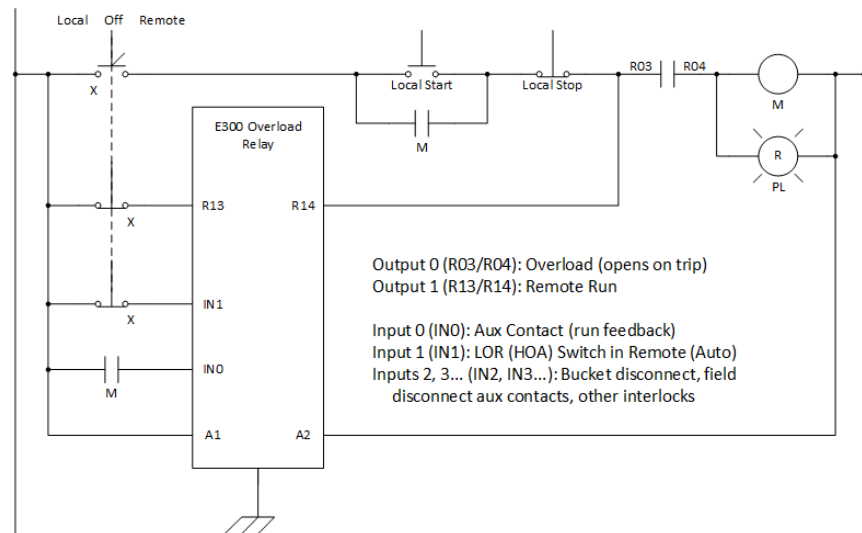 Local Off Remote
X
Local Start
Local Stop
R03 R04
M
M
R
PL
E300 Overload
Relay
R13
R14
X
IN1
X
IN0
M
A1
A2
Output 0 (R03/R04): Overload (opens on trip)
Output 1 (R13/R14): Remote Run
Input 0 (IN0): Aux Contact (run feedback)
Input 1 (IN1): LOR (HOA) Switch in Remote (Auto)
Inputs 2, 3... (IN2, IN3...): Bucket disconnect, field
disconnect aux contacts, other interlocks